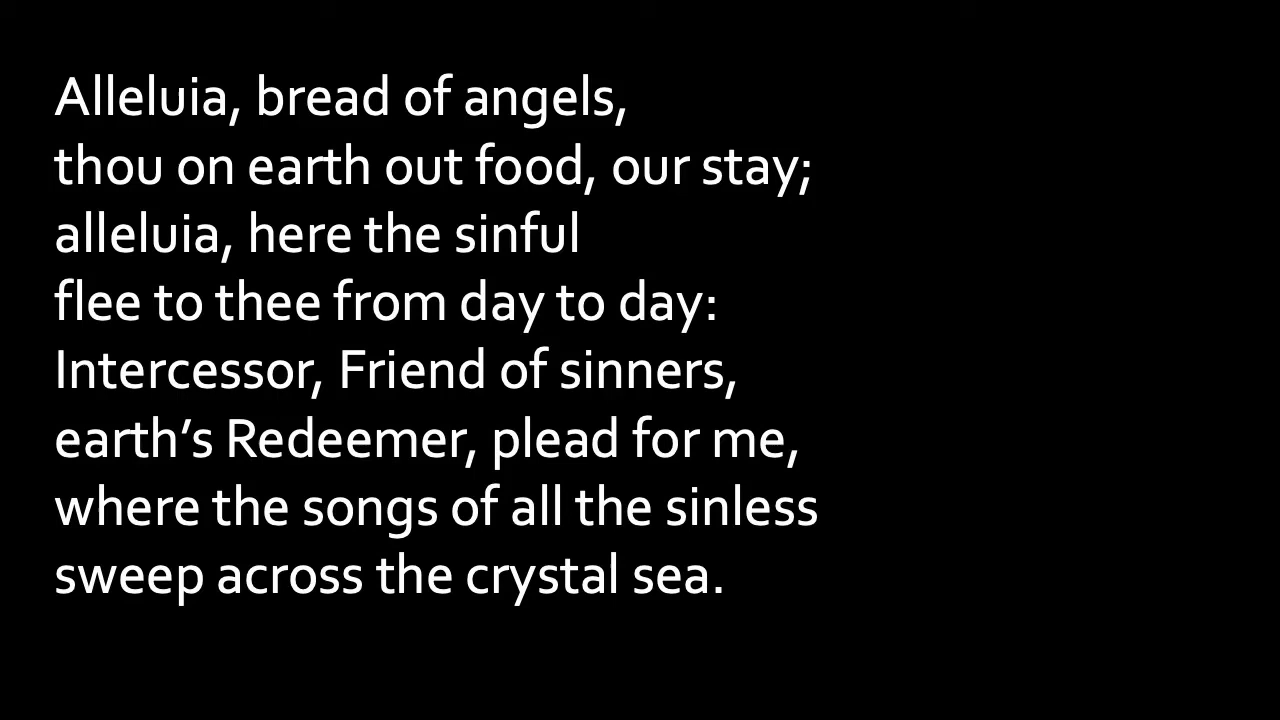 Alleluia, bread of angels,
thou on earth out food, our stay;
alleluia, here the sinful
flee to thee from day to day:
Intercessor, Friend of sinners,
earth’s Redeemer, plead for me,
where the songs of all the sinless
sweep across the crystal sea.